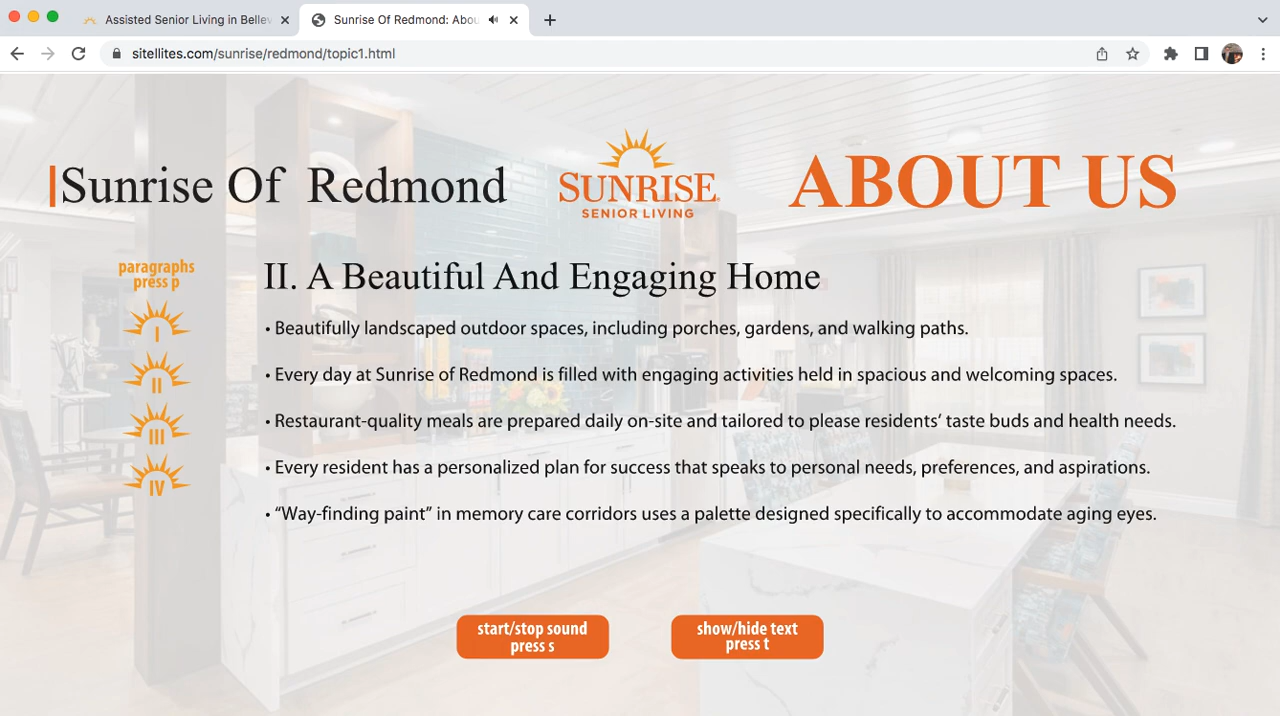 Assisted Senior Living in Bellev
Sunrise Of Redmond: Abou
sitellites.com/sunrise/redmond/topic1.html
Sunrise Of Redmond
SUNRISE
SENIOR LIVING
ABOUT US
paragraphs
press p
I
II
III
IV
II. A Beautiful And Engaging Home
• Beautifully landscaped outdoor spaces, including porches, gardens, and walking paths.
• Every day at Sunrise of Redmond is filled with engaging activities held in spacious and welcoming spaces.
• Restaurant-quality meals are prepared daily on-site and tailored to please residents‘ taste buds and health needs.
• Every resident has a personalized plan for success that speaks to personal needs, preferences, and aspirations.
• “Way-finding paint” in memory care corridors uses a palette designed specifically to accommodate aging eyes.
start/stop sound
press s
show/hide text
press t